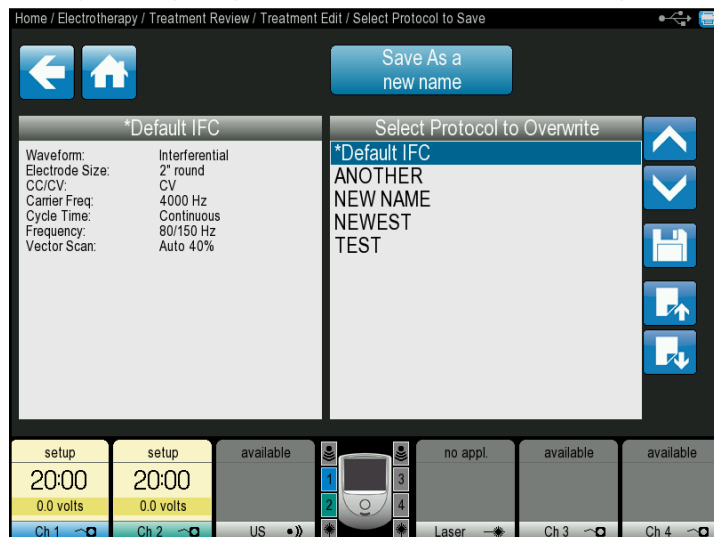 Home / Electrotherapy / Treatment Review / Treatment Edit / Select Protocol to Save
Save As a
new name
*Default IFC
Waveform: Interferential
Electrode Size: 2" round
CC/CV: CV
Carrier Freq: 4000 Hz
Cycle Time: Continuous
Frequency: 80/150 Hz
Vector Scan: Auto 40%
Select Protocol to Overwrite
*Default IFC
ANOTHER
NEW NAME
NEWEST
TEST
setup setup available no appl. available available
20:00 20:00 1 3
0.0 volts 0.0 volts 2 4
Ch 1 Ch 2 US Laser Ch 3 Ch 4